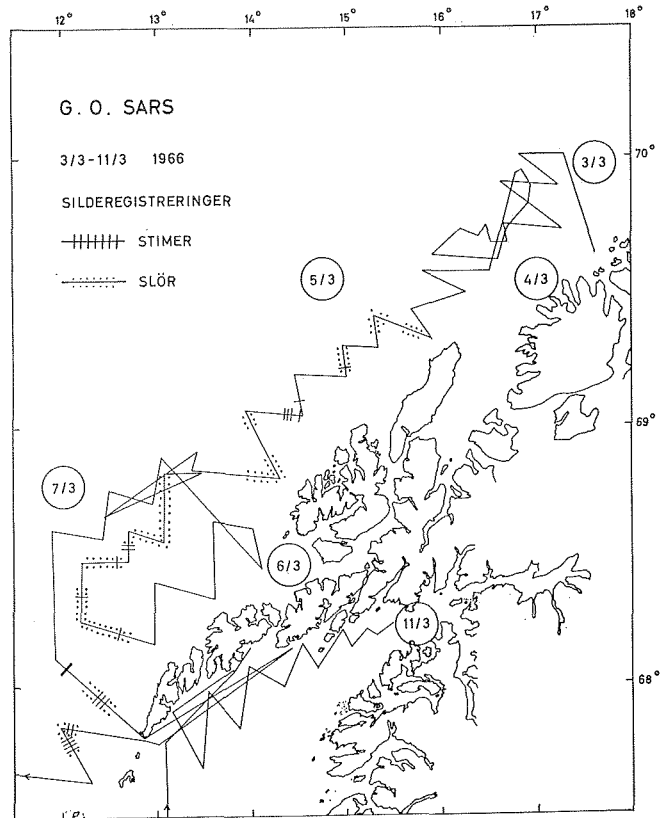 12° 13° 14° 15° 16° 17° 18°
G. O. SARS
3/3-11/3 1966
SILDEREGISTRERINGER
STIMER
SLÖR
70°
3/3
5/3
4/3
69°
7/3
6/3
11/3
68°